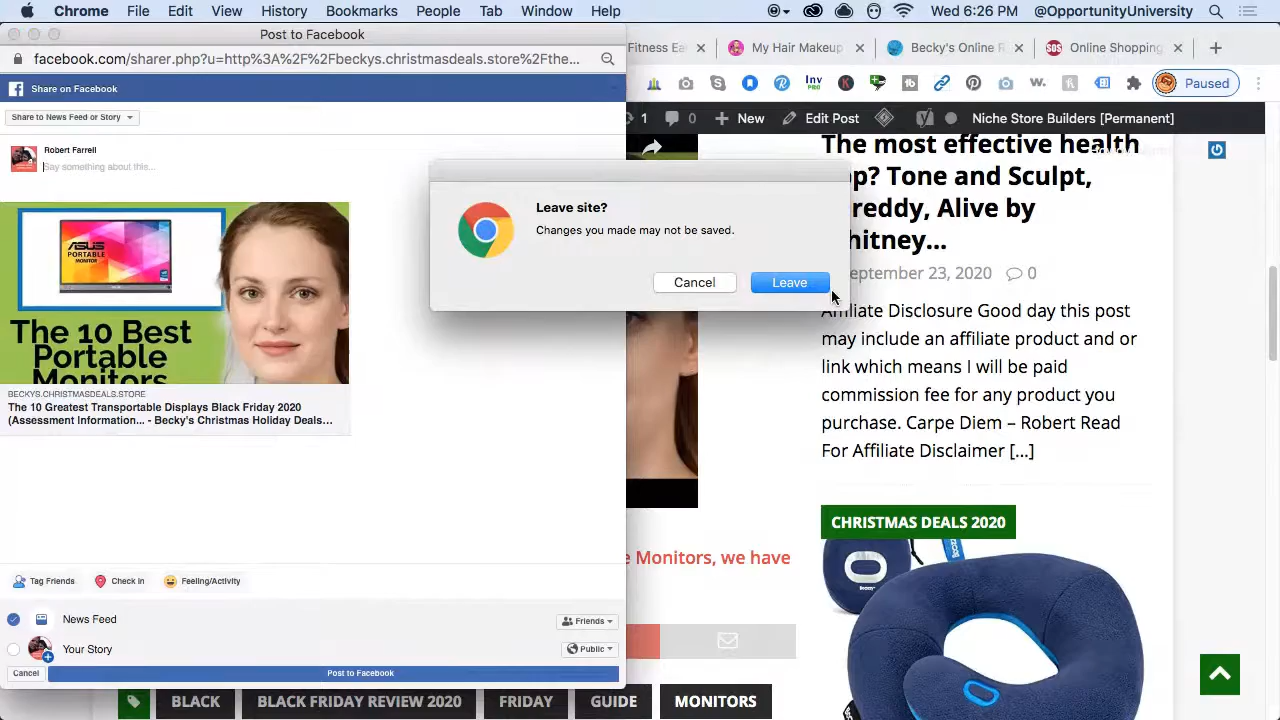 Chrome File Edit View History Bookmarks People Tab Window Help Wed 6:26 PM @OpportunityUniversity
Post to Facebook
facebook.com/sharer.php?u=http%3A%2F%2Fbeckys.christmasdeals.store%2Fthe...
Fitness Ea
My Hair Makeup
Becky's Online R
SOS Online Shopping
Inv
PRO
Paused
Share on Facebook
Share to News Feed or Story
1 0 New Edit Post Niche Store Builders [Permanent]
Robert Farrell
Say something about this...
ASUS
PORTABLE
MONITOR
The 10 Best
Portable
Monitors
BECKYS.CHRISTMASDEALS.STORE
The 10 Greatest Transportable Displays Black Friday 2020
(Assessment Information... - Becky's Christmas Holiday Deals...
Leave site?
Changes you made may not be saved.
Cancel Leave
The most effective health
pp? Tone and Sculpt,
reddy, Alive by
hitney...
eptember 23, 2020 0
Affiliate Disclosure Good day this post
may include an affiliate product and or
link which means I will be paid
commission fee for any product you
purchase. Carpe Diem – Robert Read
For Affiliate Disclaimer [...]
CHRISTMAS DEALS 2020
e Monitors, we have
Tag Friends Check in Feeling/Activity
News Feed Friends
Your Story Public
Cancel Post to Facebook
BLACK BLACK FRIDAY REVIEW 2020 FRIDAY GUIDE MONITORS